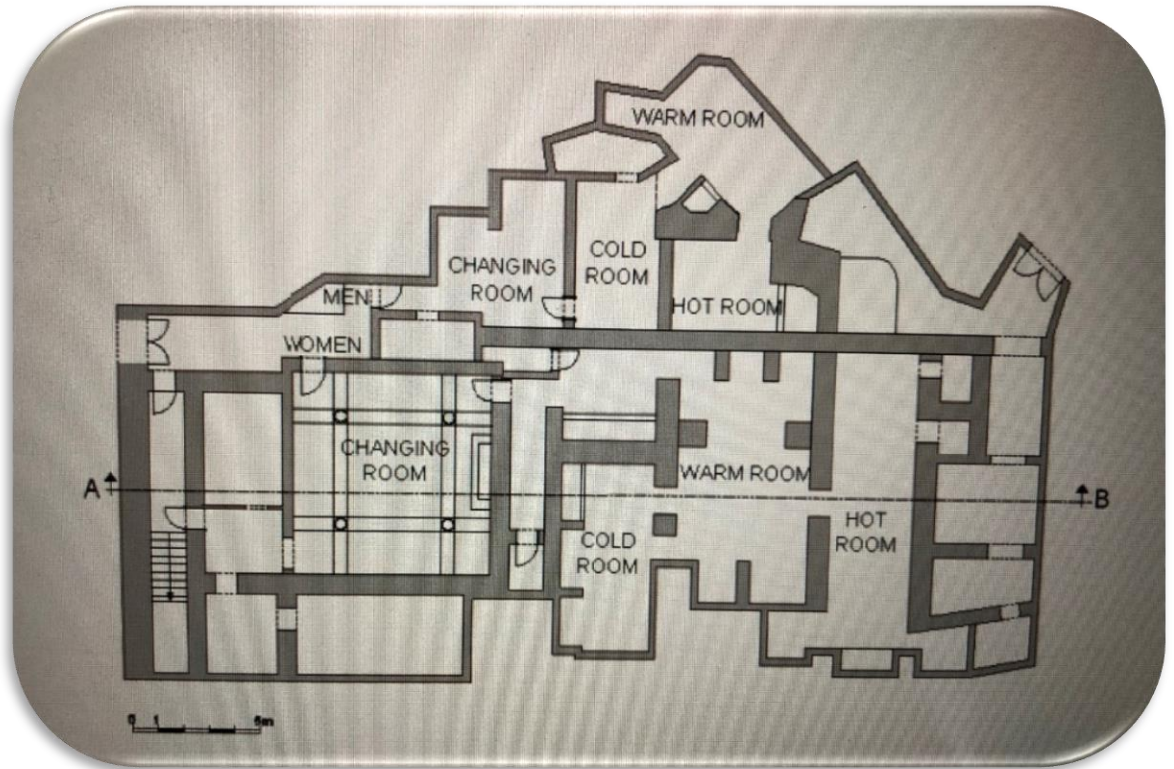 WARM ROOM
COLD
ROOM
CHANGING
ROOM
MEN
HOT ROOM
WOMEN
CHANGING
ROOM
WARM ROOM
A
B
HOT
ROOM
COLD
ROOM
0 1 5m